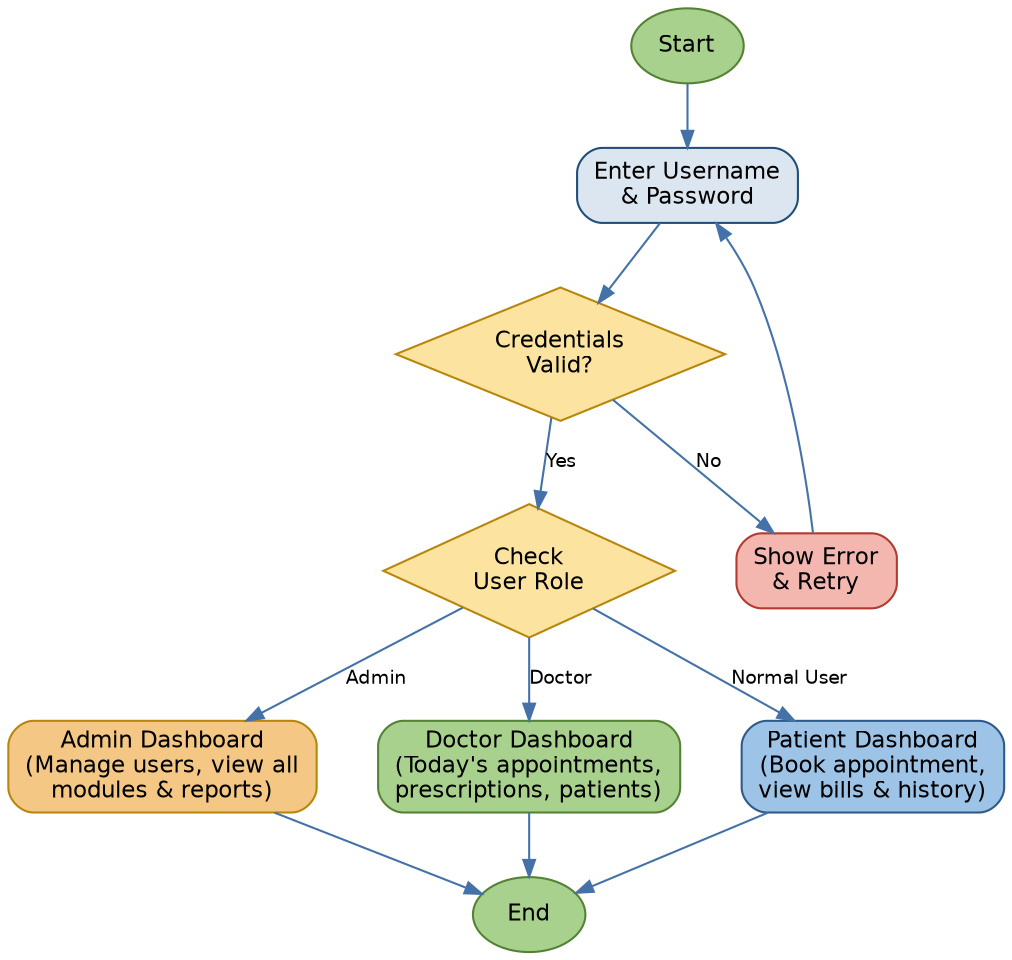 Start
Enter Username
& Password
Credentials
Valid?
Yes
No
Check
User Role
Show Error
& Retry
Admin
Doctor
Normal User
Admin Dashboard
(Manage users, view all
modules & reports)
Doctor Dashboard
(Today's appointments,
prescriptions, patients)
Patient Dashboard
(Book appointment,
view bills & history)
End